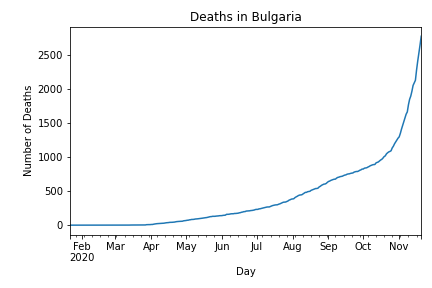 Deaths in Bulgaria
Number of Deaths
2500
2000
1500
1000
500
0
Feb Mar Apr May Jun Jul Aug Sep Oct Nov
2020
Day